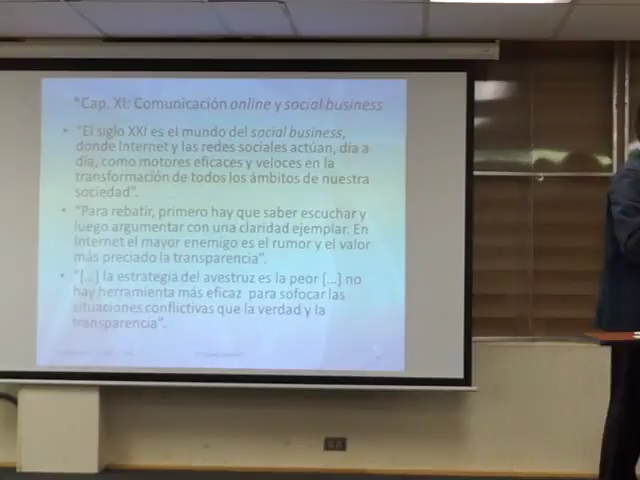 *Cap. XI: Comunicación online y social business
• "El siglo XXI es el mundo del social business,
donde Internet y las redes sociales actúan, día a
día, como motores eficaces y veloces en la
transformación de todos los ámbitos de nuestra
sociedad".
• "Para rebatir, primero hay que saber escuchar y
luego argumentar con una claridad ejemplar. En
Internet el mayor enemigo es el rumor y el valor
más preciado la transparencia".
• "[...] la estrategia del avestruz es la peor [...] no
hay herramienta más eficaz para sofocar las
situaciones conflictivas que la verdad y la
transparencia".